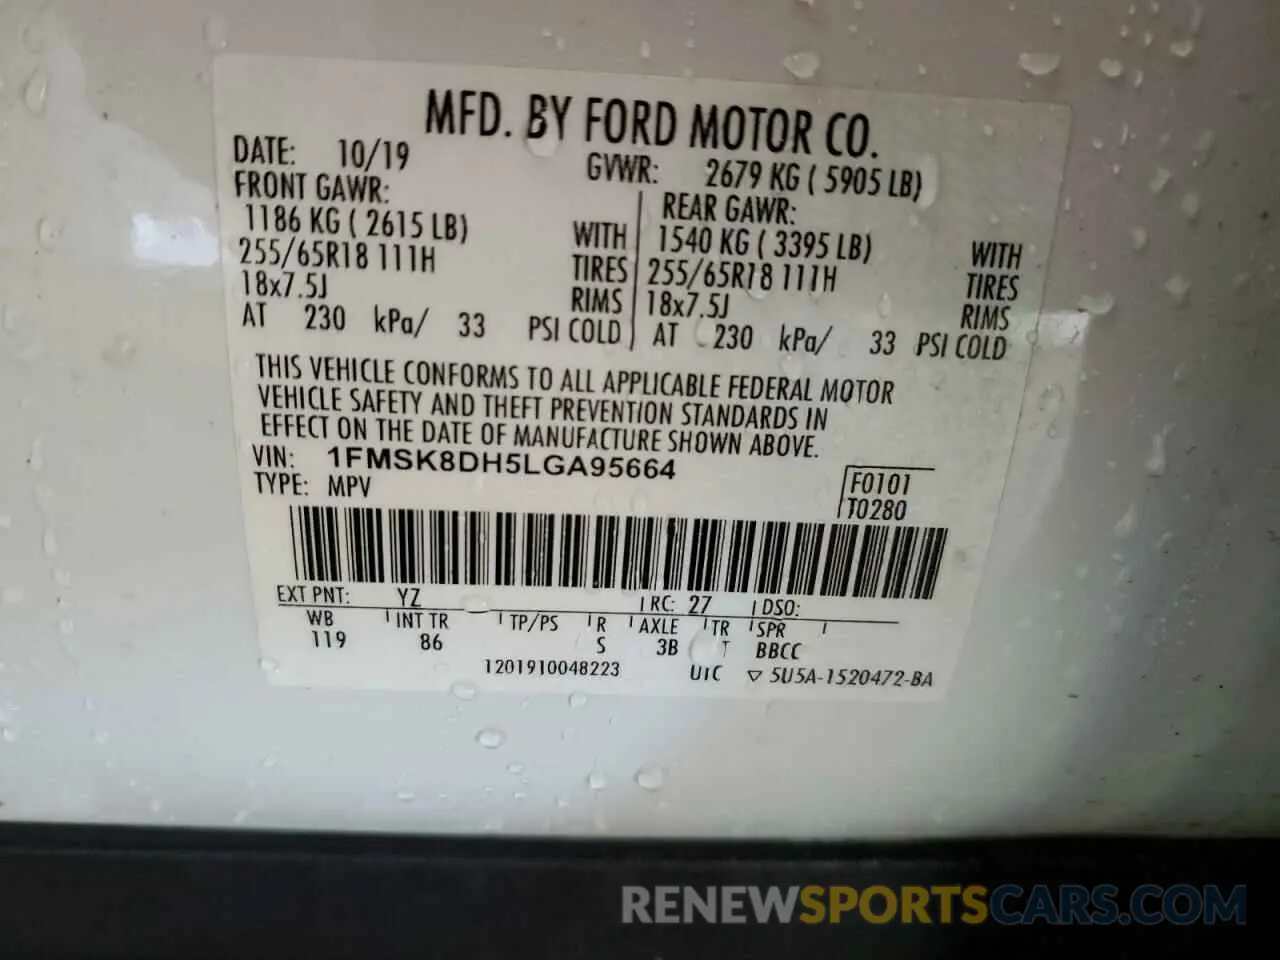 MFD. BY FORD MOTOR CO.
DATE: 10/19 GVWR: 2679 KG ( 5905 LB)
FRONT GAWR: REAR GAWR:
1186 KG ( 2615 LB) WITH 1540 KG ( 3395 LB) WITH
255/65R18 111H TIRES 255/65R18 111H TIRES
18x7.5J RIMS 18x7.5J RIMS
AT 230 kPa/ 33 PSI COLD AT 230 kPa/ 33 PSI COLD
THIS VEHICLE CONFORMS TO ALL APPLICABLE FEDERAL MOTOR
VEHICLE SAFETY AND THEFT PREVENTION STANDARDS IN
EFFECT ON THE DATE OF MANUFACTURE SHOWN ABOVE.
VIN: 1FMSK8DH5LGA95664
TYPE: MPV
F0101
T0280
EXT PNT: YZ RC: 27 DSO:
WB INT TR TP/PS R AXLE TR SPR
119 86 S 3B T BBCC
1201910048223 UTC ▽ 5U5A-1520472-BA
RENEWSPORTSCARS.COM